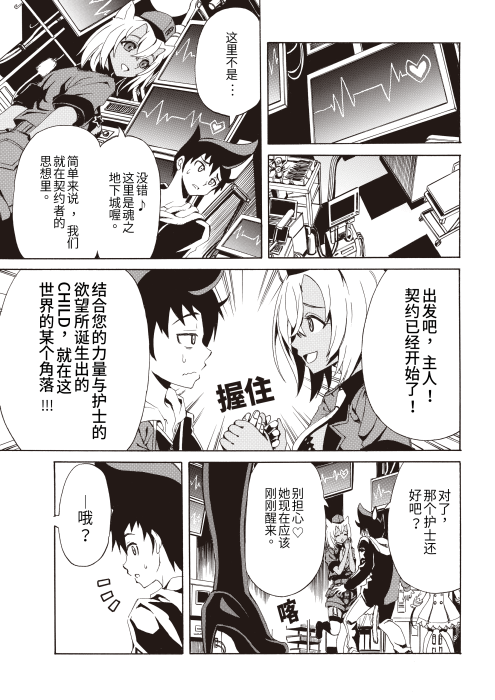 这里不是…
没错♪
这里是魂之
地下城喔。
简单来说，我们
就在契约者的
思想里。
出发吧，主人！
契约已经开始了！
握住
结合您的力量与护士的
欲望所诞生出的
CHILD，就在这
世界的某个角落
!!!
对了，
那个护士还
好吧？
别担心♡
她现在应该
刚刚醒来。
喀
—哦？